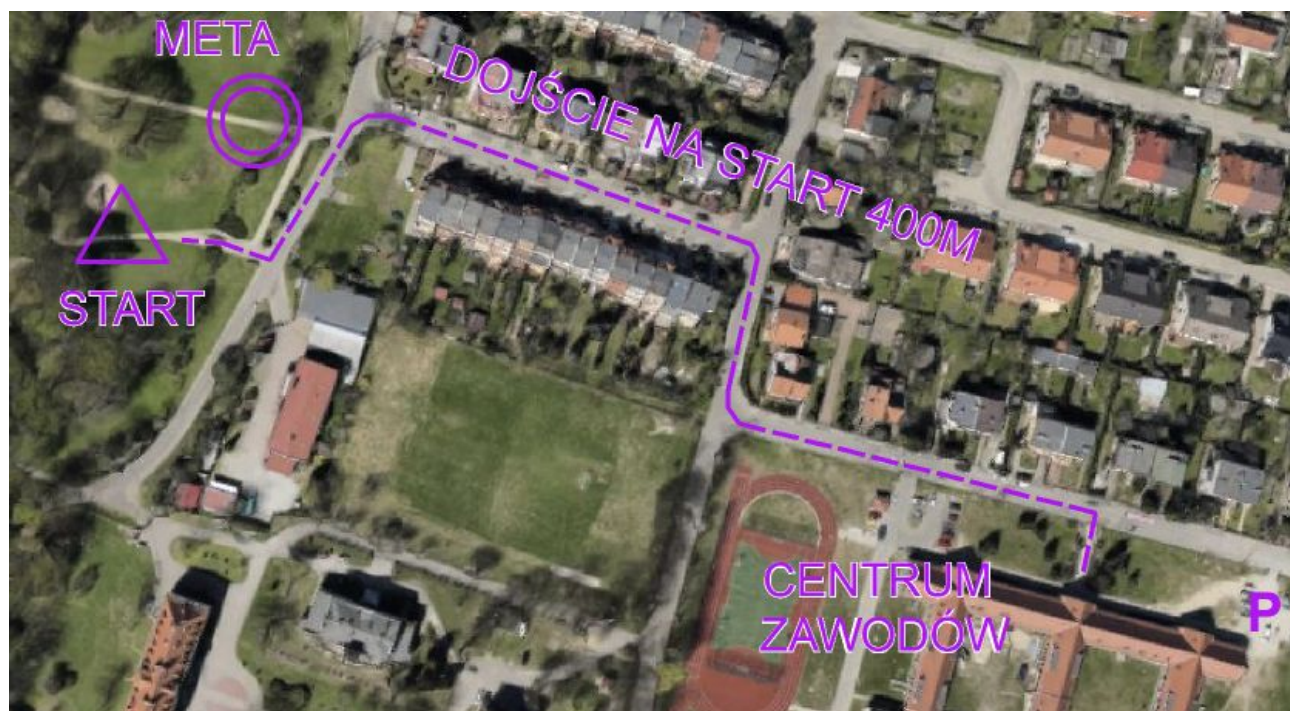 META
DOJŚCIE NA START 400M
START
CENTRUM
ZAWODÓW
P